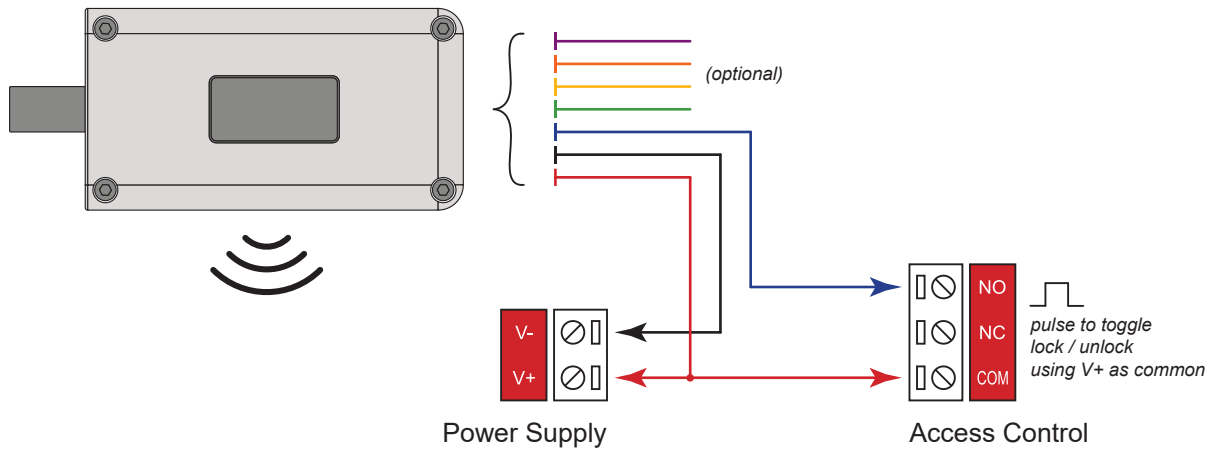 (optional)
V-
V+
Power Supply
NO
NC
COM
pulse to toggle
lock / unlock
using V+ as common
Access Control